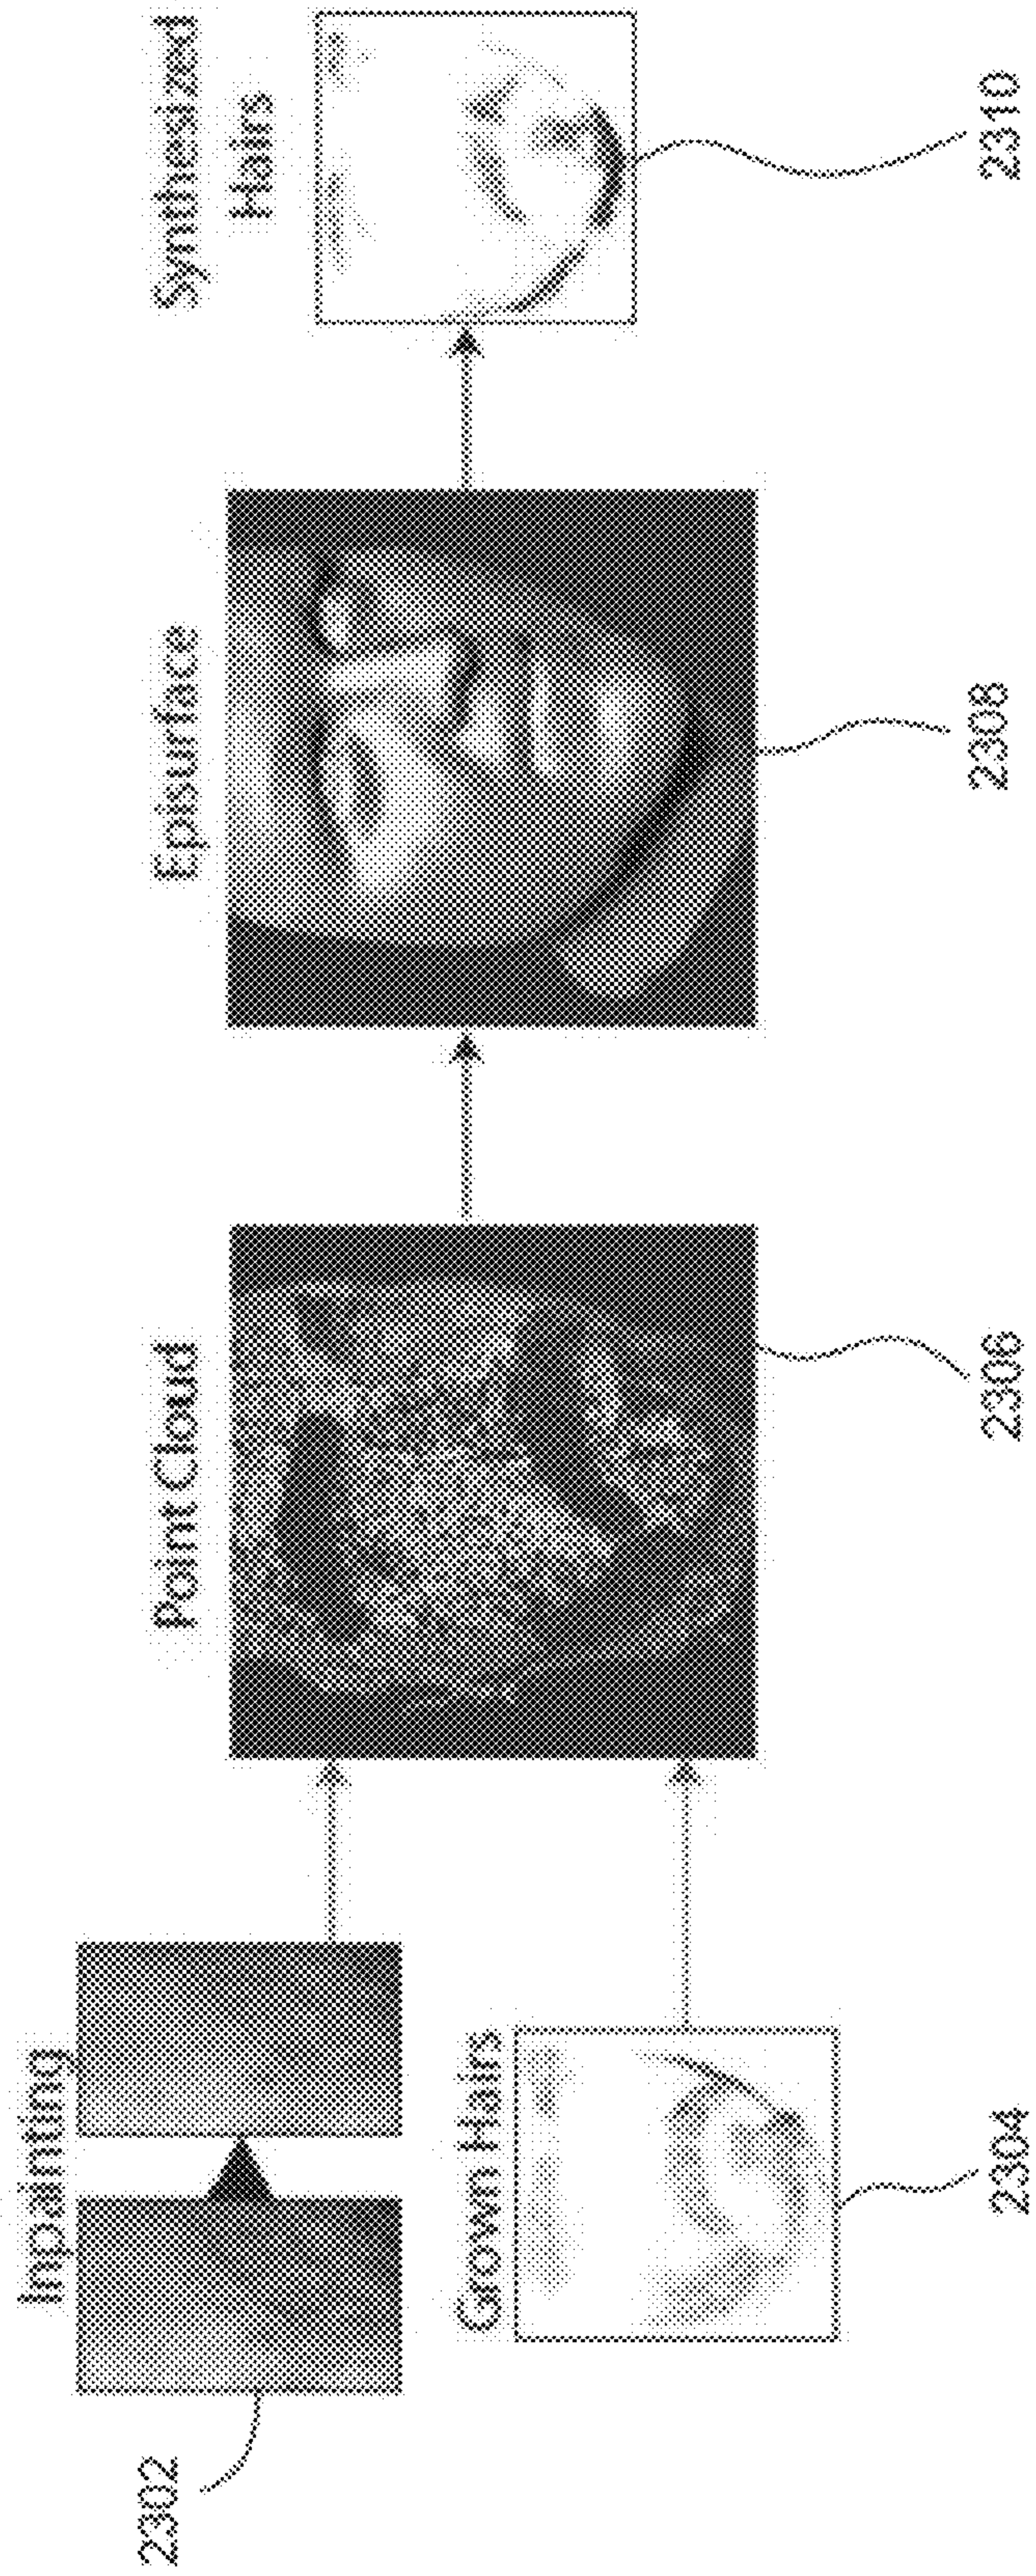 2302
Inpainting
Grown Hairs
2304
Point Cloud
2306
Episurface
2308
Synthesized
Hairs
2310